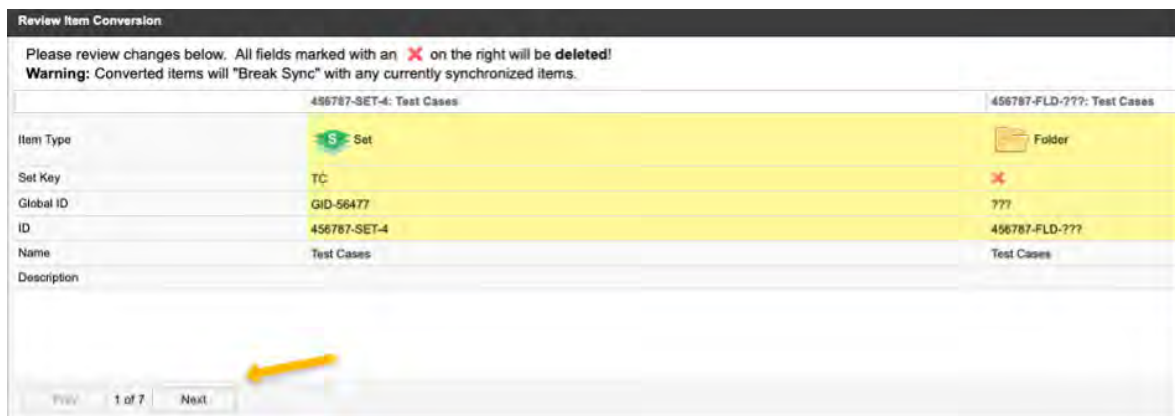 Review Item Conversion
Please review changes below. All fields marked with an ❌ on the right will be deleted!
Warning: Converted items will "Break Sync" with any currently synchronized items.
456787-SET-4: Test Cases 456787-FLD-???: Test Cases
Item Type S Set Folder
Set Key TC ❌
Global ID GID-56477 ???
ID 456787-SET-4 456787-FLD-???
Name Test Cases Test Cases
Description
Prev 1 of 7 Next